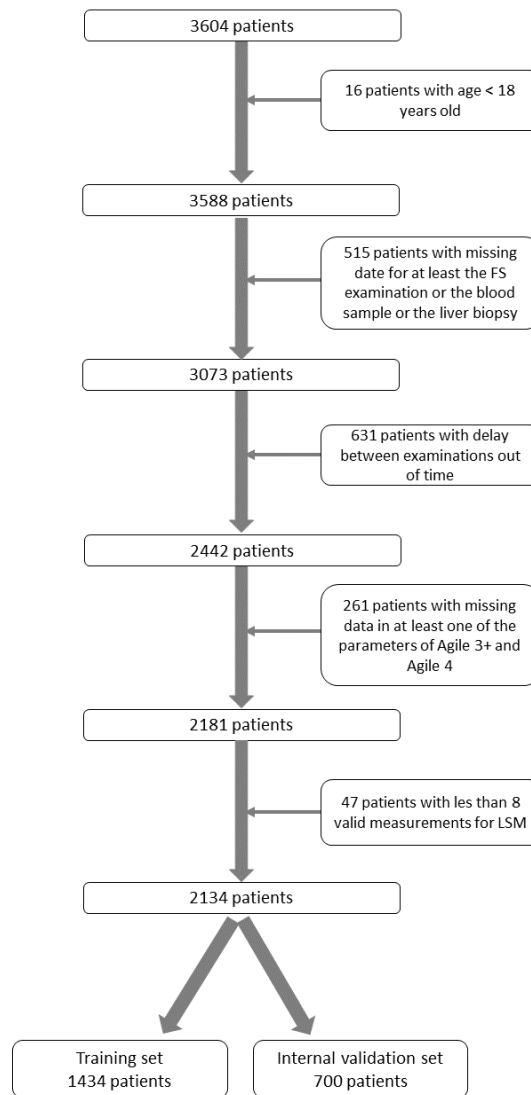 3604 patients
16 patients with age < 18
years old
3588 patients
515 patients with missing
date for at least the FS
examination or the blood
sample or the liver biopsy
3073 patients
631 patients with delay
between examinations out
of time
2442 patients
261 patients with missing
data in at least one of the
parameters of Agile 3+ and
Agile 4
2181 patients
47 patients with les than 8
valid measurements for LSM
2134 patients
Training set
1434 patients
Internal validation set
700 patients